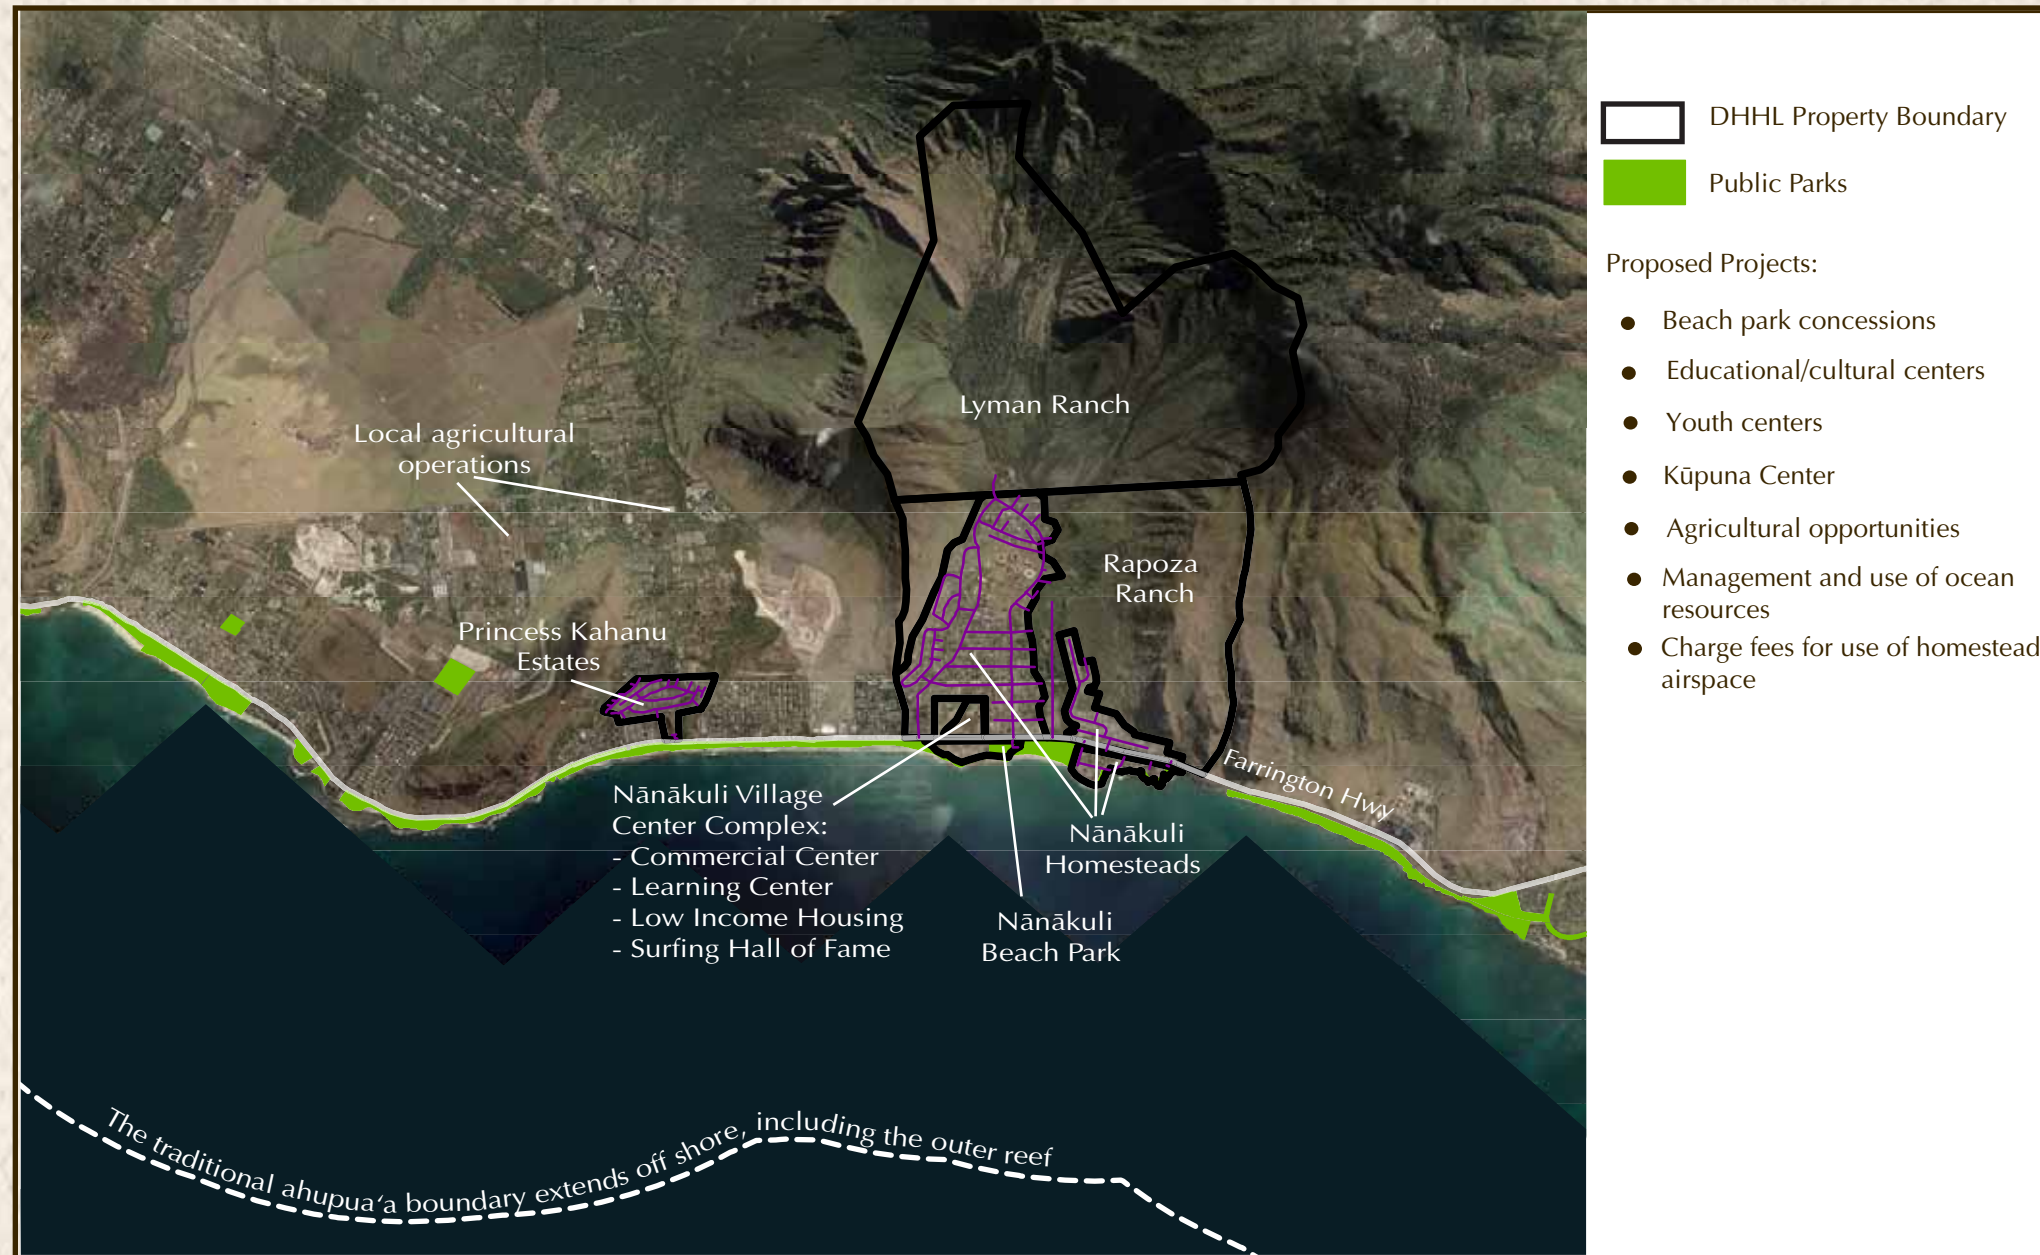 DHHL Property Boundary
Public Parks
Proposed Projects:
● Beach park concessions
● Educational/cultural centers
● Youth centers
● Kūpuna Center
● Agricultural opportunities
● Management and use of ocean
resources
● Charge fees for use of homestead
airspace
Lyman Ranch
Local agricultural
operations
Rapoza
Ranch
Princess Kahanu
Estates
Farrington Hwy
Nānākuli Village
Center Complex:
- Commercial Center
- Learning Center
- Low Income Housing
- Surfing Hall of Fame
Nānākuli
Homesteads
Nānākuli
Beach Park
The traditional ahupua‘a boundary extends off shore, including the outer reef